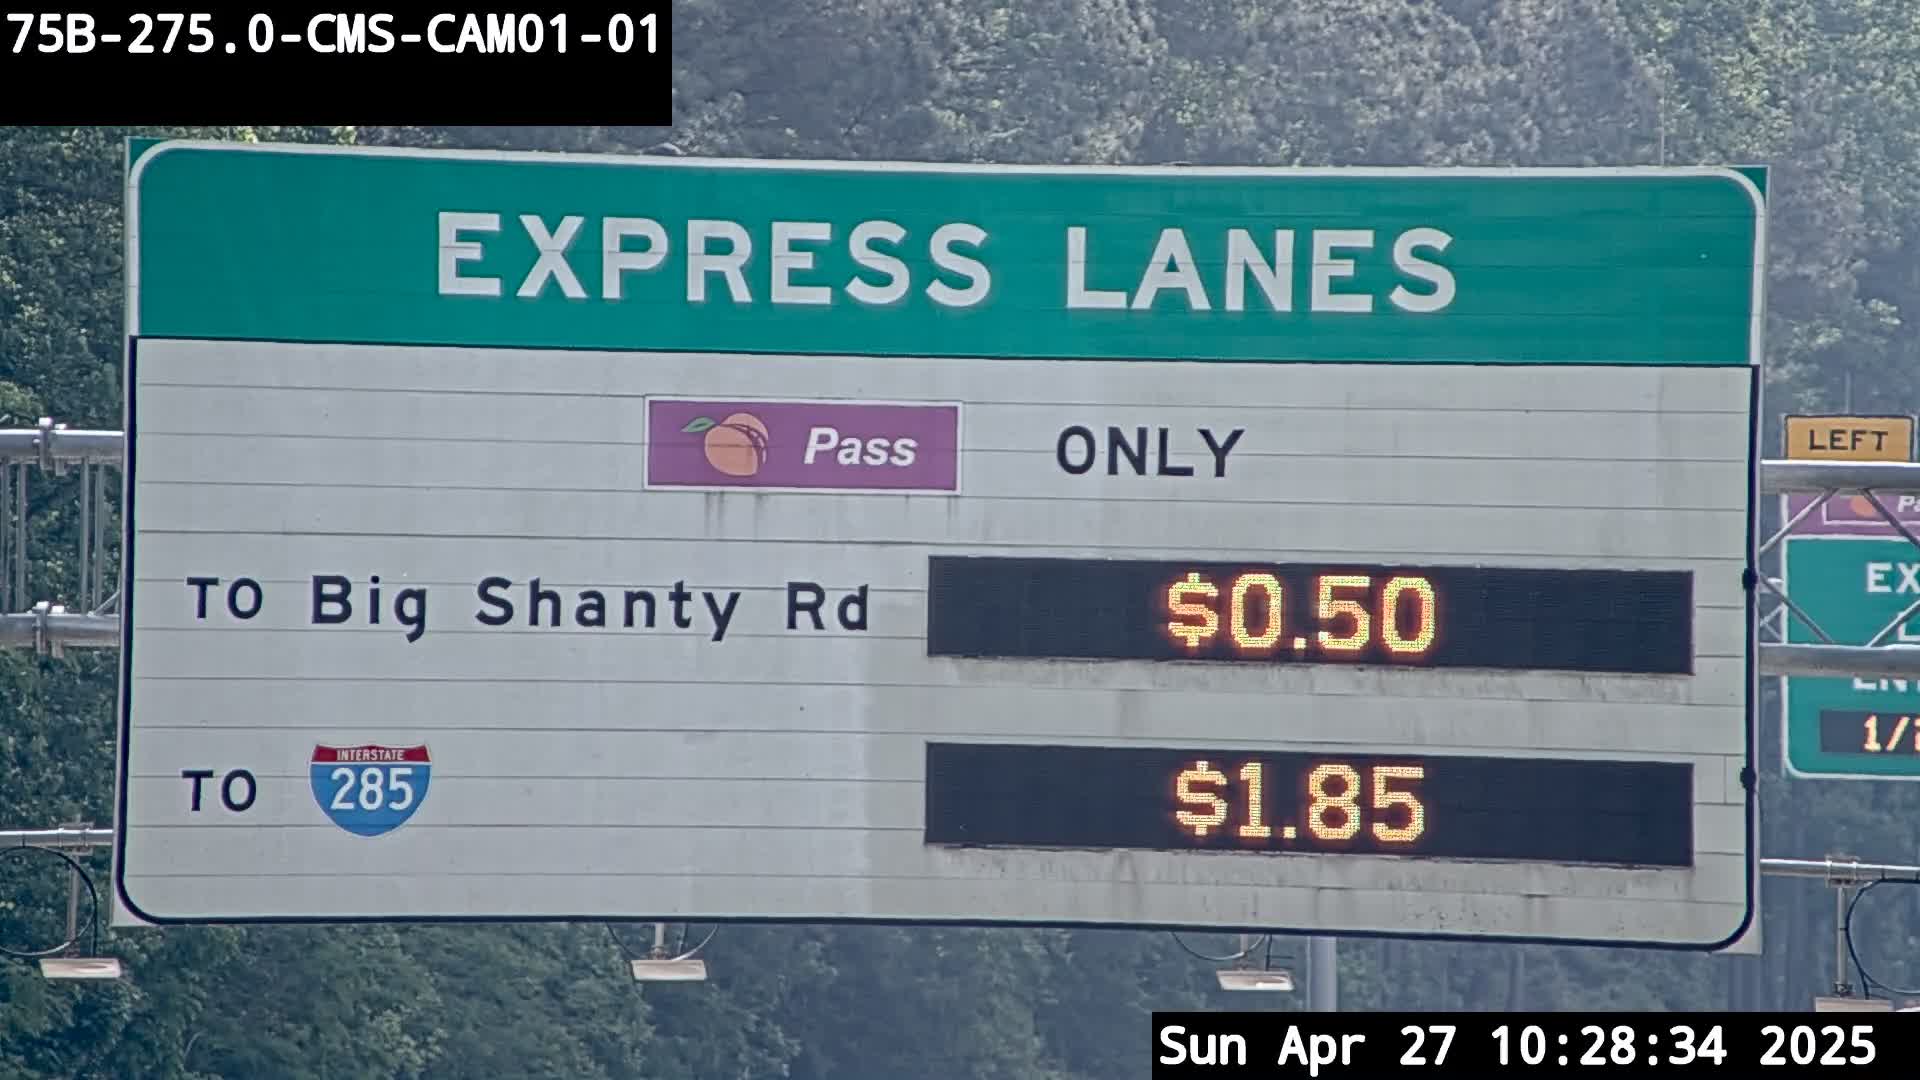 75B-275.0-CMS-CAM01-01
EXPRESS LANES
Pass ONLY
TO Big Shanty Rd $0.50
TO INTERSTATE 285 $1.85
LEFT
Sun Apr 27 10:28:34 2025